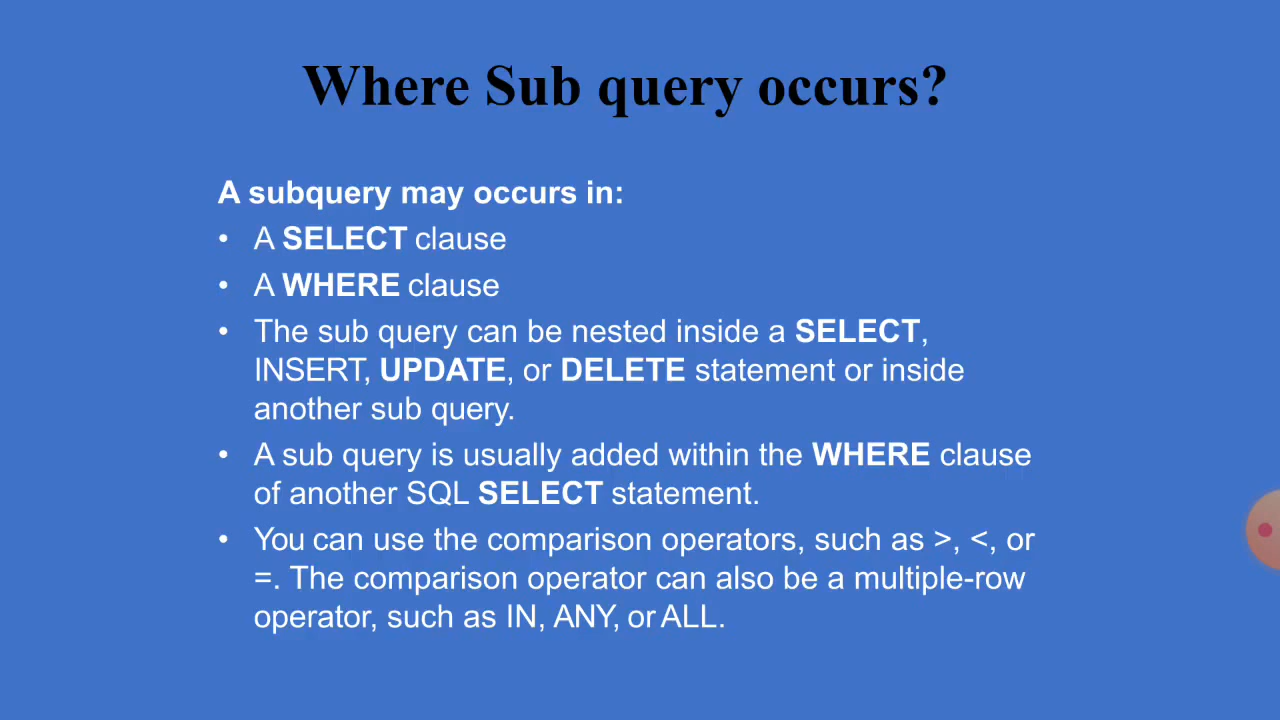 Where Sub query occurs?
A subquery may occurs in:
• A SELECT clause
• A WHERE clause
• The sub query can be nested inside a SELECT,
INSERT, UPDATE, or DELETE statement or inside
another sub query.
• A sub query is usually added within the WHERE clause
of another SQL SELECT statement.
• You can use the comparison operators, such as >, <, or
=. The comparison operator can also be a multiple-row
operator, such as IN, ANY, or ALL.